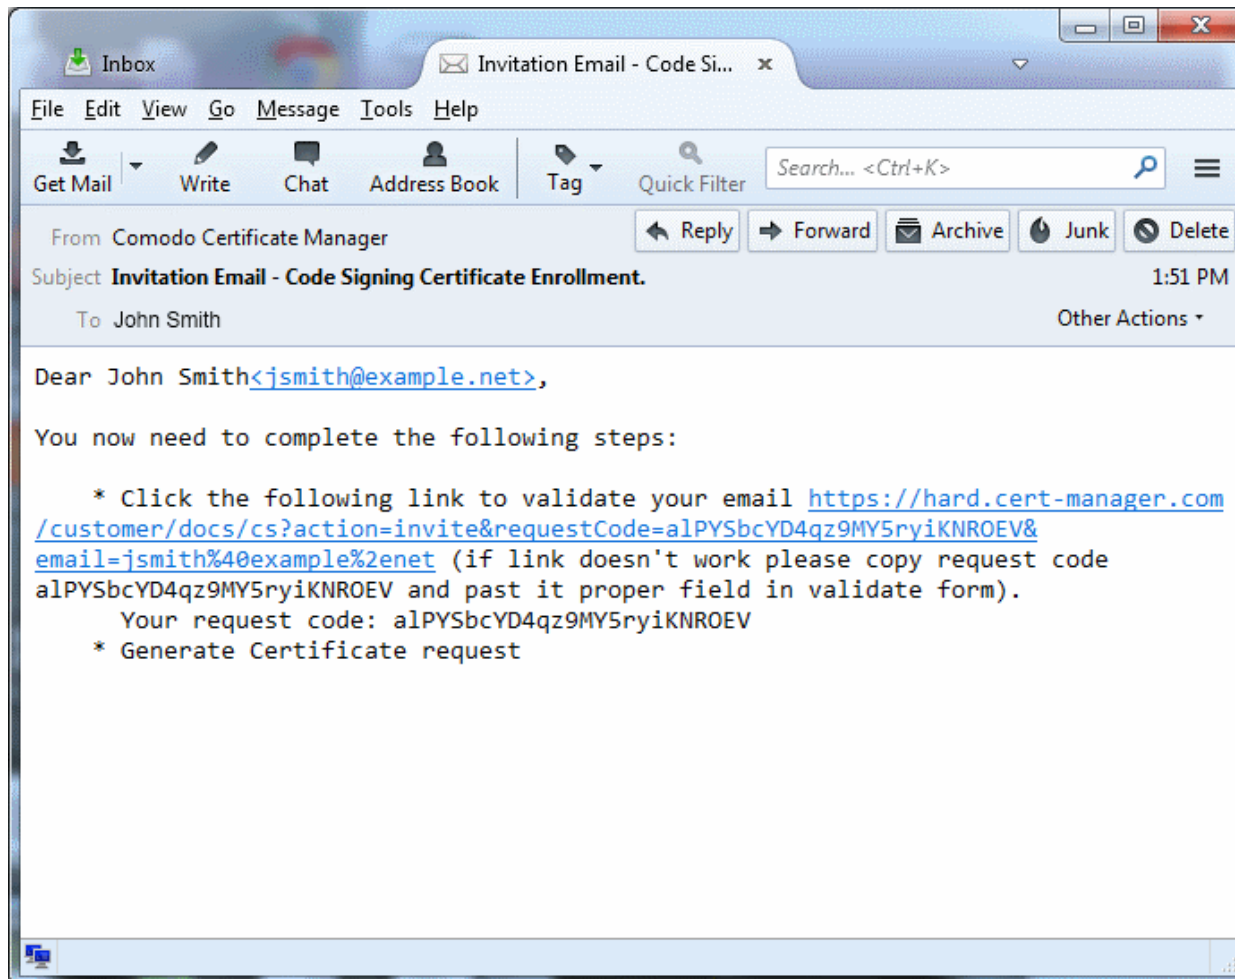 Inbox
Invitation Email - Code Si...
File Edit View Go Message Tools Help
Get Mail Write Chat Address Book Tag Quick Filter Search... <Ctrl+K>
From Comodo Certificate Manager Reply Forward Archive Junk Delete
Subject Invitation Email - Code Signing Certificate Enrollment. 1:51 PM
To John Smith Other Actions
Dear John Smith<jsmith@example.net>,
You now need to complete the following steps:
* Click the following link to validate your email https://hard.cert-manager.com
/customer/docs/cs?action=invite&requestCode=alPYSbcYD4qz9MY5ryiKNROEV&
email=jsmith%40example%2enet (if link doesn't work please copy request code
alPYSbcYD4qz9MY5ryiKNROEV and past it proper field in validate form).
Your request code: alPYSbcYD4qz9MY5ryiKNROEV
* Generate Certificate request